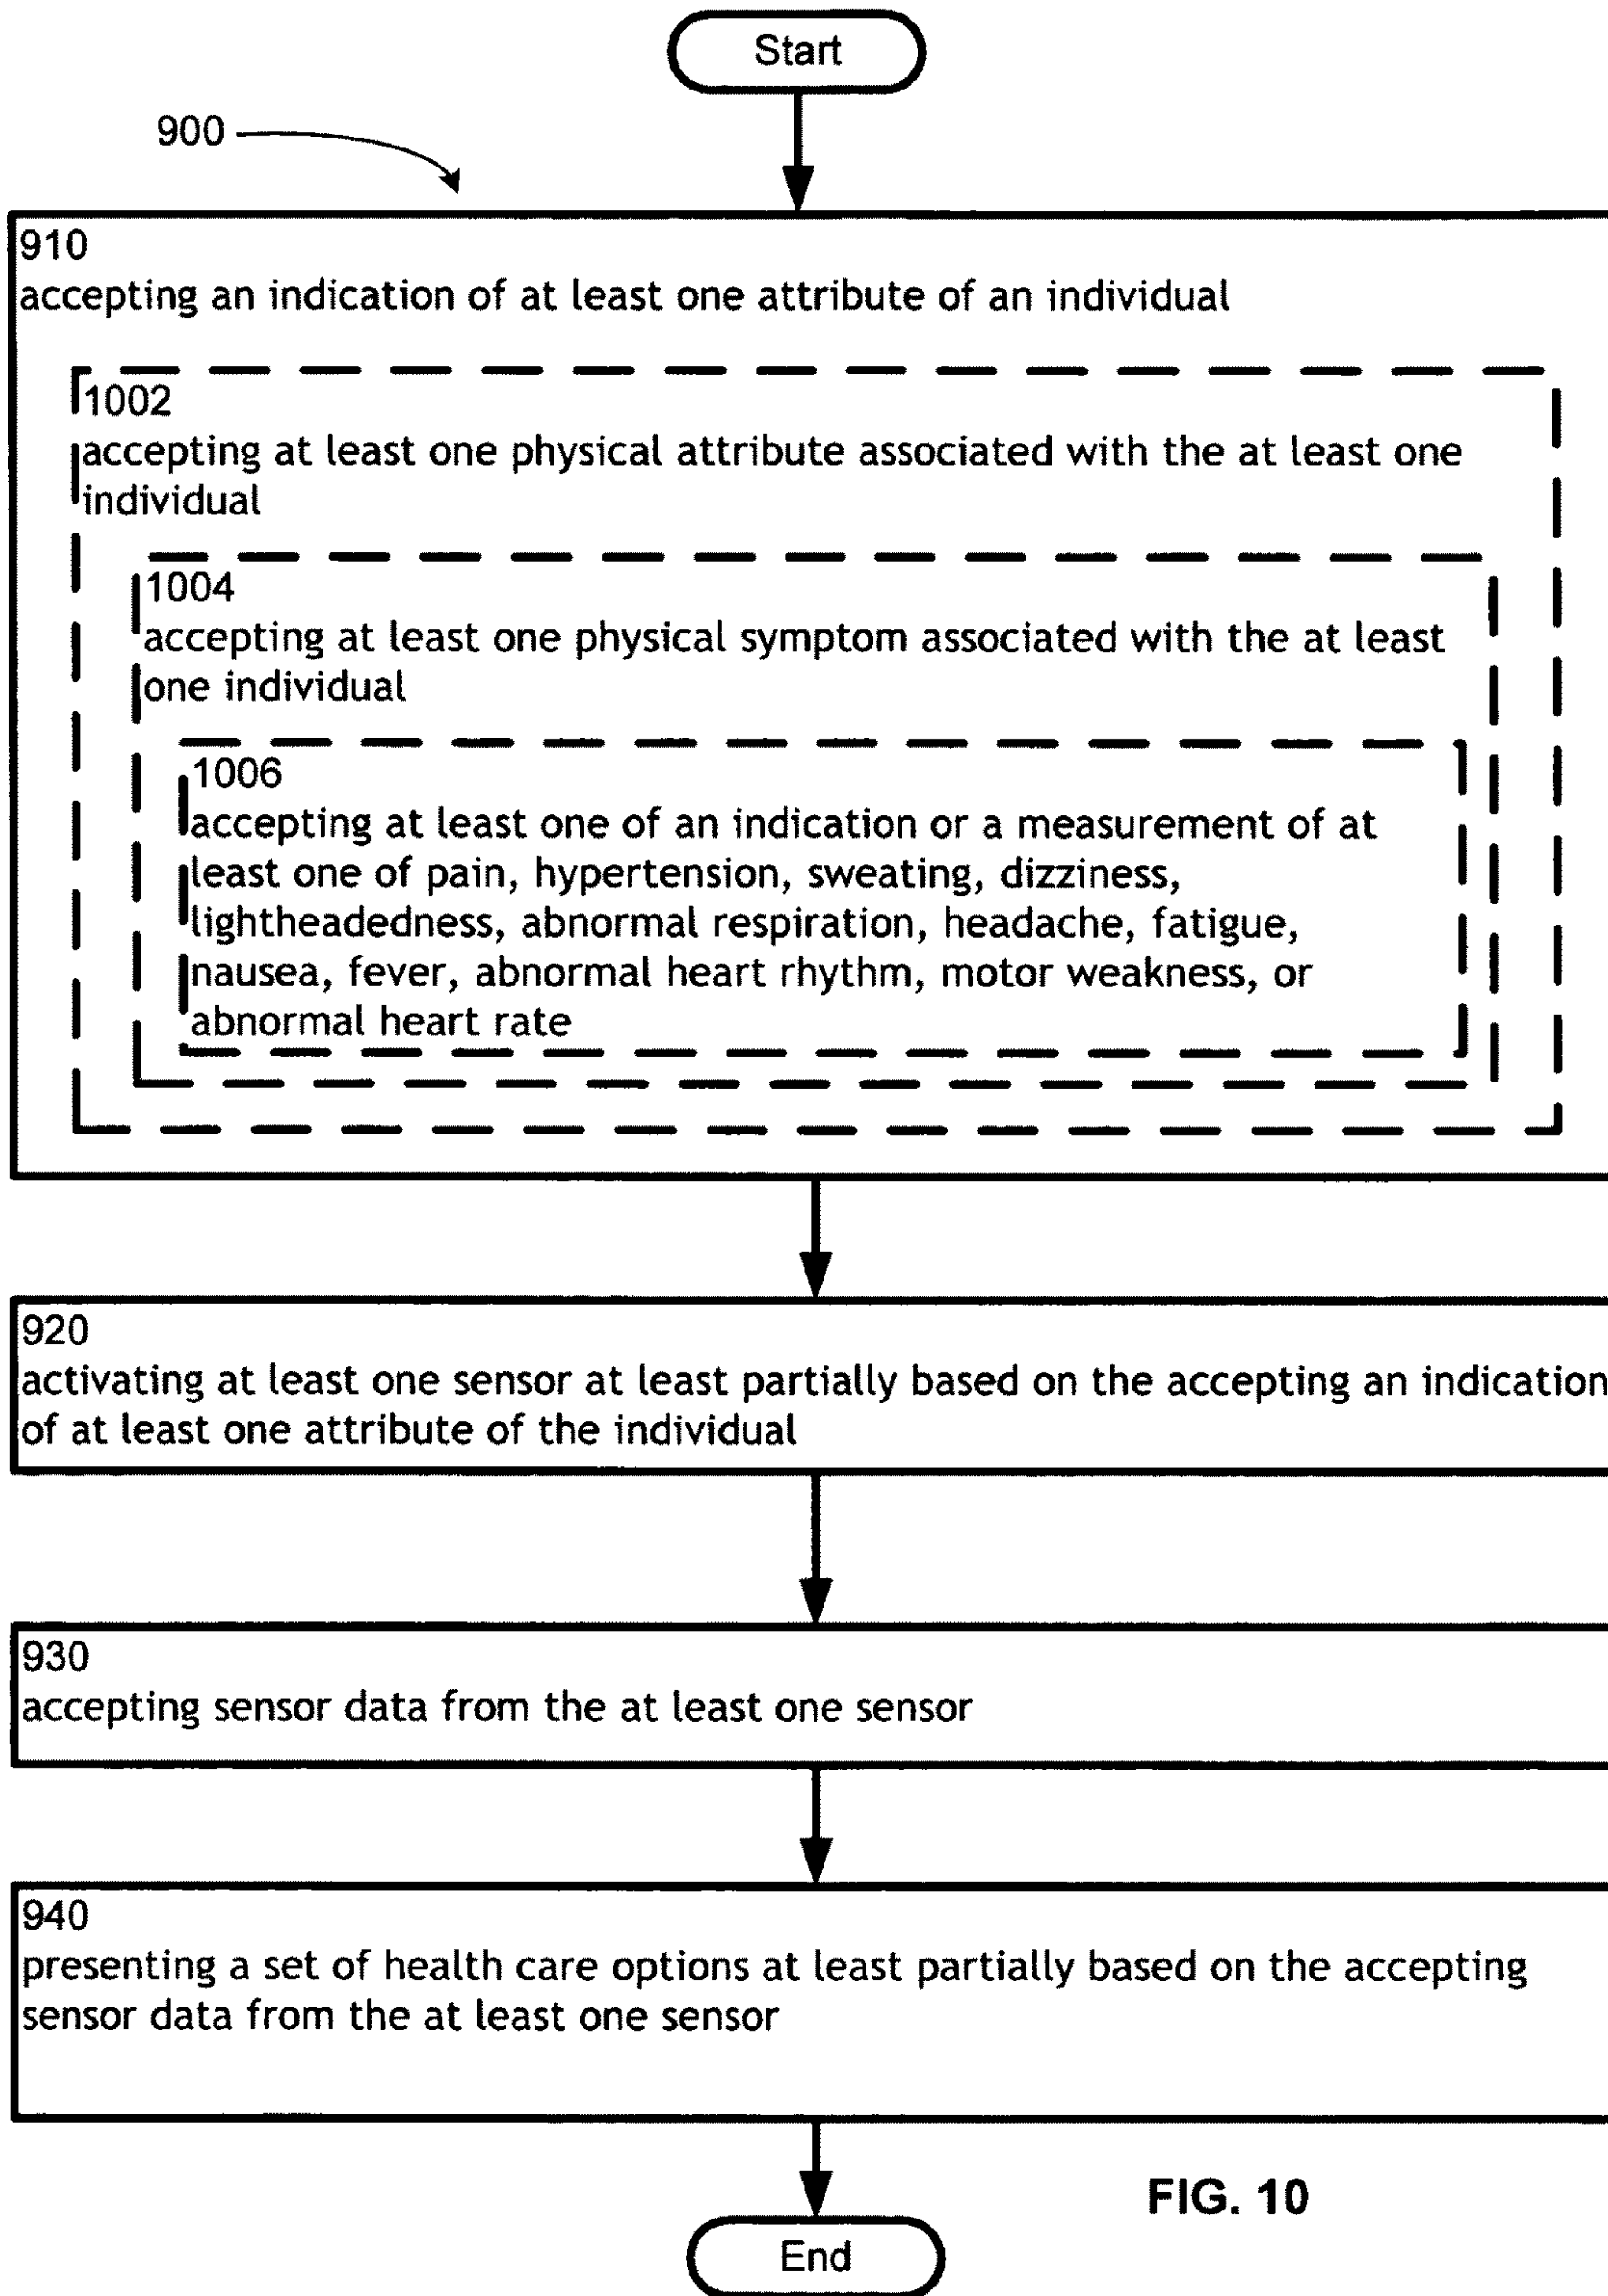 Start
900
910
accepting an indication of at least one attribute of an individual
1002
accepting at least one physical attribute associated with the at least one
individual
1004
accepting at least one physical symptom associated with the at least
one individual
1006
accepting at least one of an indication or a measurement of at
least one of pain, hypertension, sweating, dizziness,
lightheadedness, abnormal respiration, headache, fatigue,
nausea, fever, abnormal heart rhythm, motor weakness, or
abnormal heart rate
920
activating at least one sensor at least partially based on the accepting an indication
of at least one attribute of the individual
930
accepting sensor data from the at least one sensor
940
presenting a set of health care options at least partially based on the accepting
sensor data from the at least one sensor
FIG. 10
End